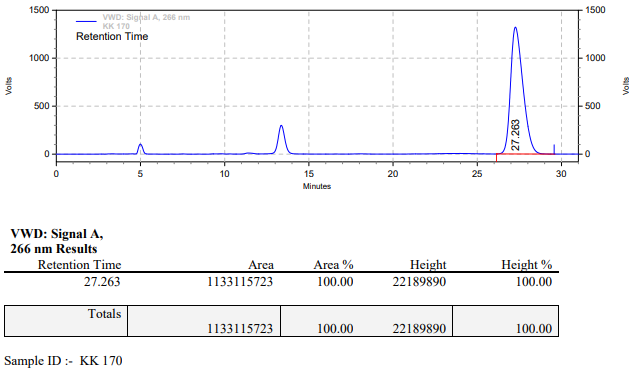 1500
1500
VWD: Signal A, 266 nm
KK 170
Retention Time
1000
1000
Volts
Volts
500
500
27.263
0
0
0 5 10 15 20 25 30
Minutes
VWD: Signal A,
266 nm Results
Retention Time Area Area % Height Height %
27.263 1133115723 100.00 22189890 100.00
Totals
1133115723 100.00 22189890 100.00
Sample ID :- KK 170